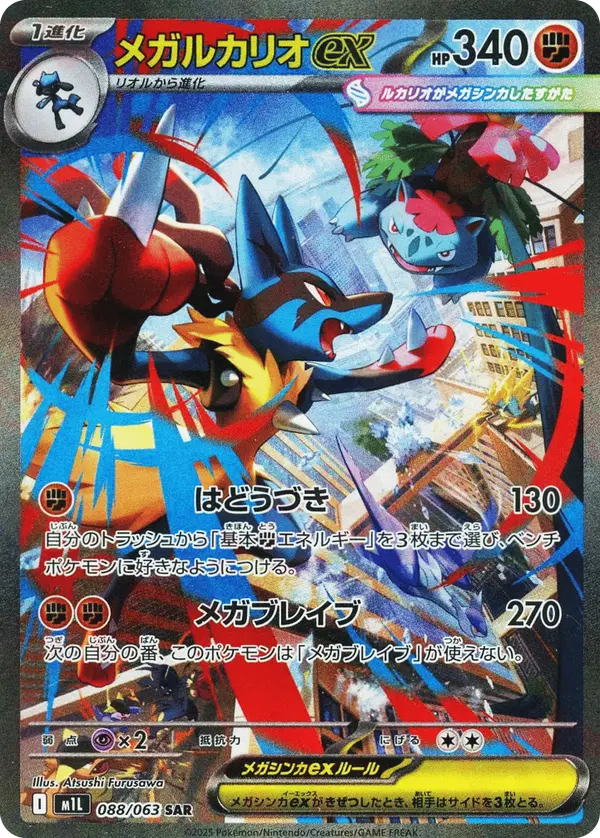 1進化
メガルカリオex HP340
リオルから進化
ルカリオがメガシンカしたすがた
はどうづき 130
自分のトラッシュから「基本エネルギー」を3枚まで選び、ベンチ
ポケモンに好きなようにつける。
メガブレイブ 270
次の自分の番、このポケモンは「メガブレイブ」が使えない。
弱点 ×2 抵抗力 にげる
Illus. Atsushi Furusawa
メガシンカexルール
メガシンカexがきぜつしたとき、相手はサイドを3枚とる。
I M1L 088/063 SAR
©2025 Pokémon/Nintendo/Creatures/GAME FREAK